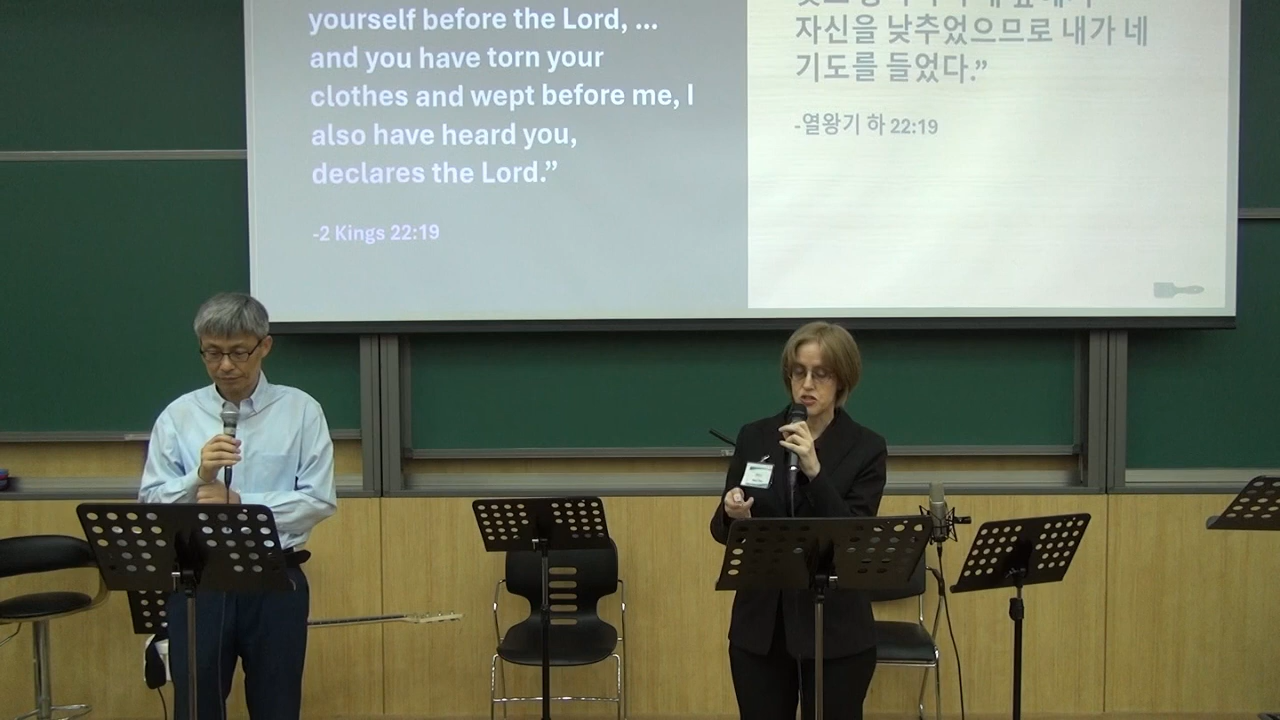 yourself before the Lord, ...
and you have torn your
clothes and wept before me, I
also have heard you,
declares the Lord.”
-2 Kings 22:19
자신을 낮추었으므로 내가 네
기도를 들었다.”
-열왕기 하 22:19